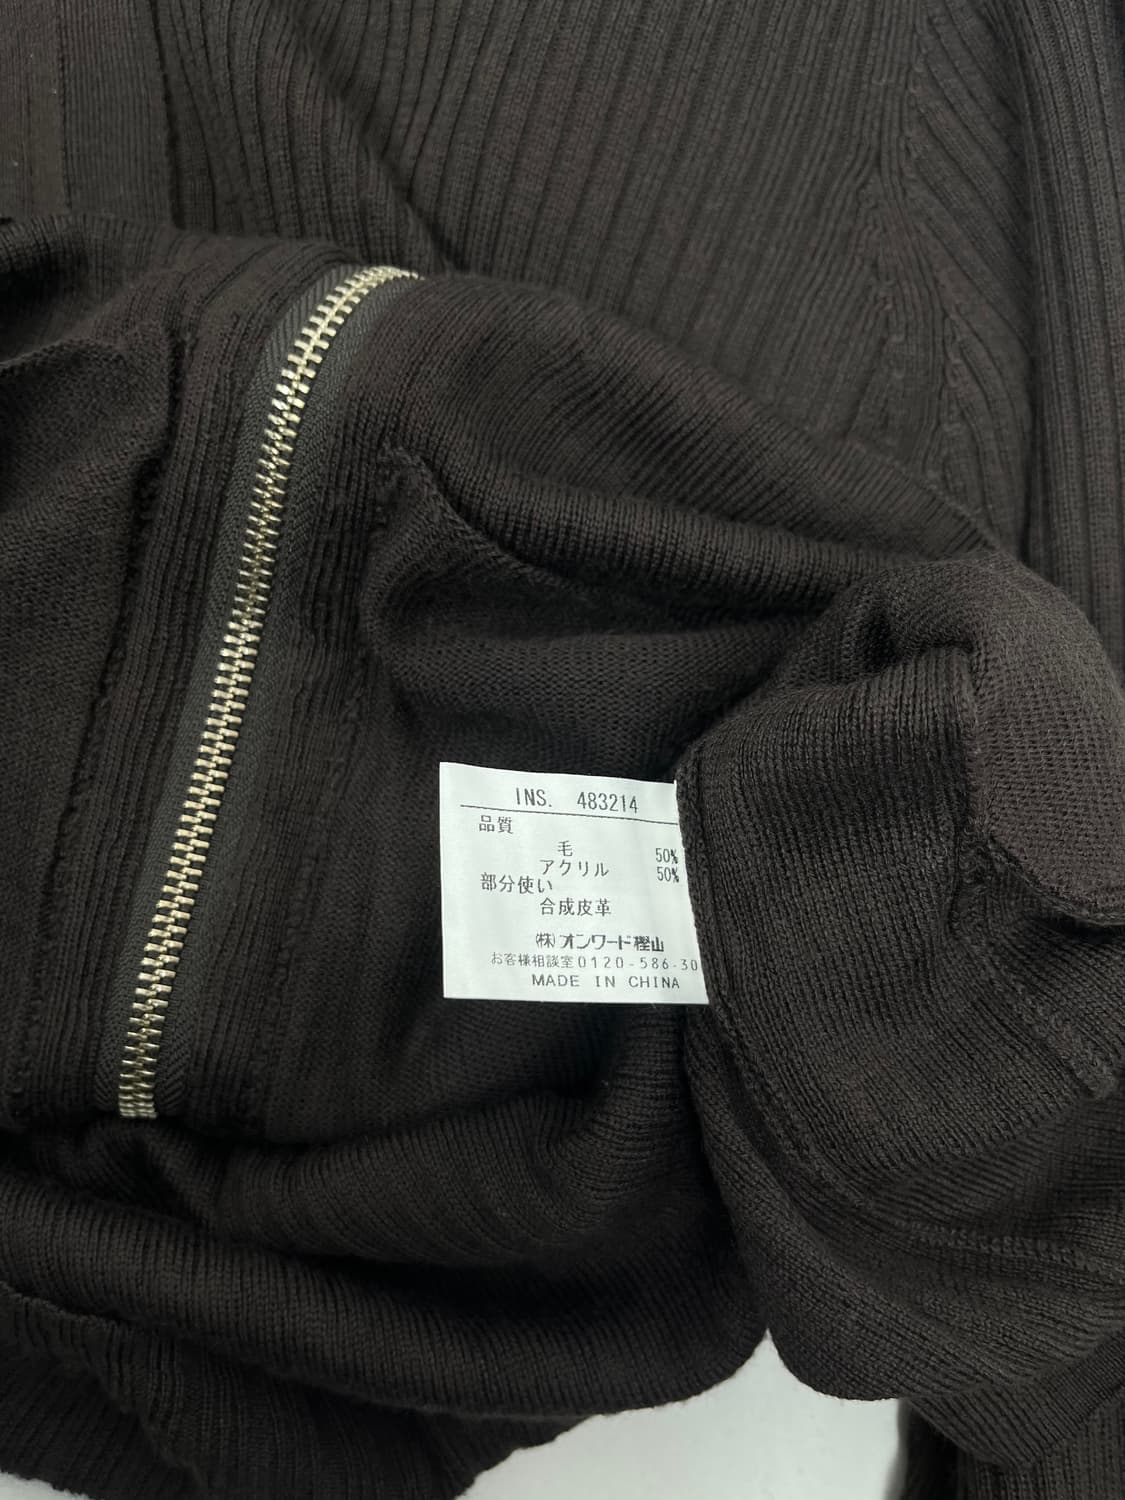 INS. 483214
品質
毛 50%
アクリル 50%
部分使い
合成皮革
㈱オンワード樫山
お客様相談室0120-586-30
MADE IN CHINA